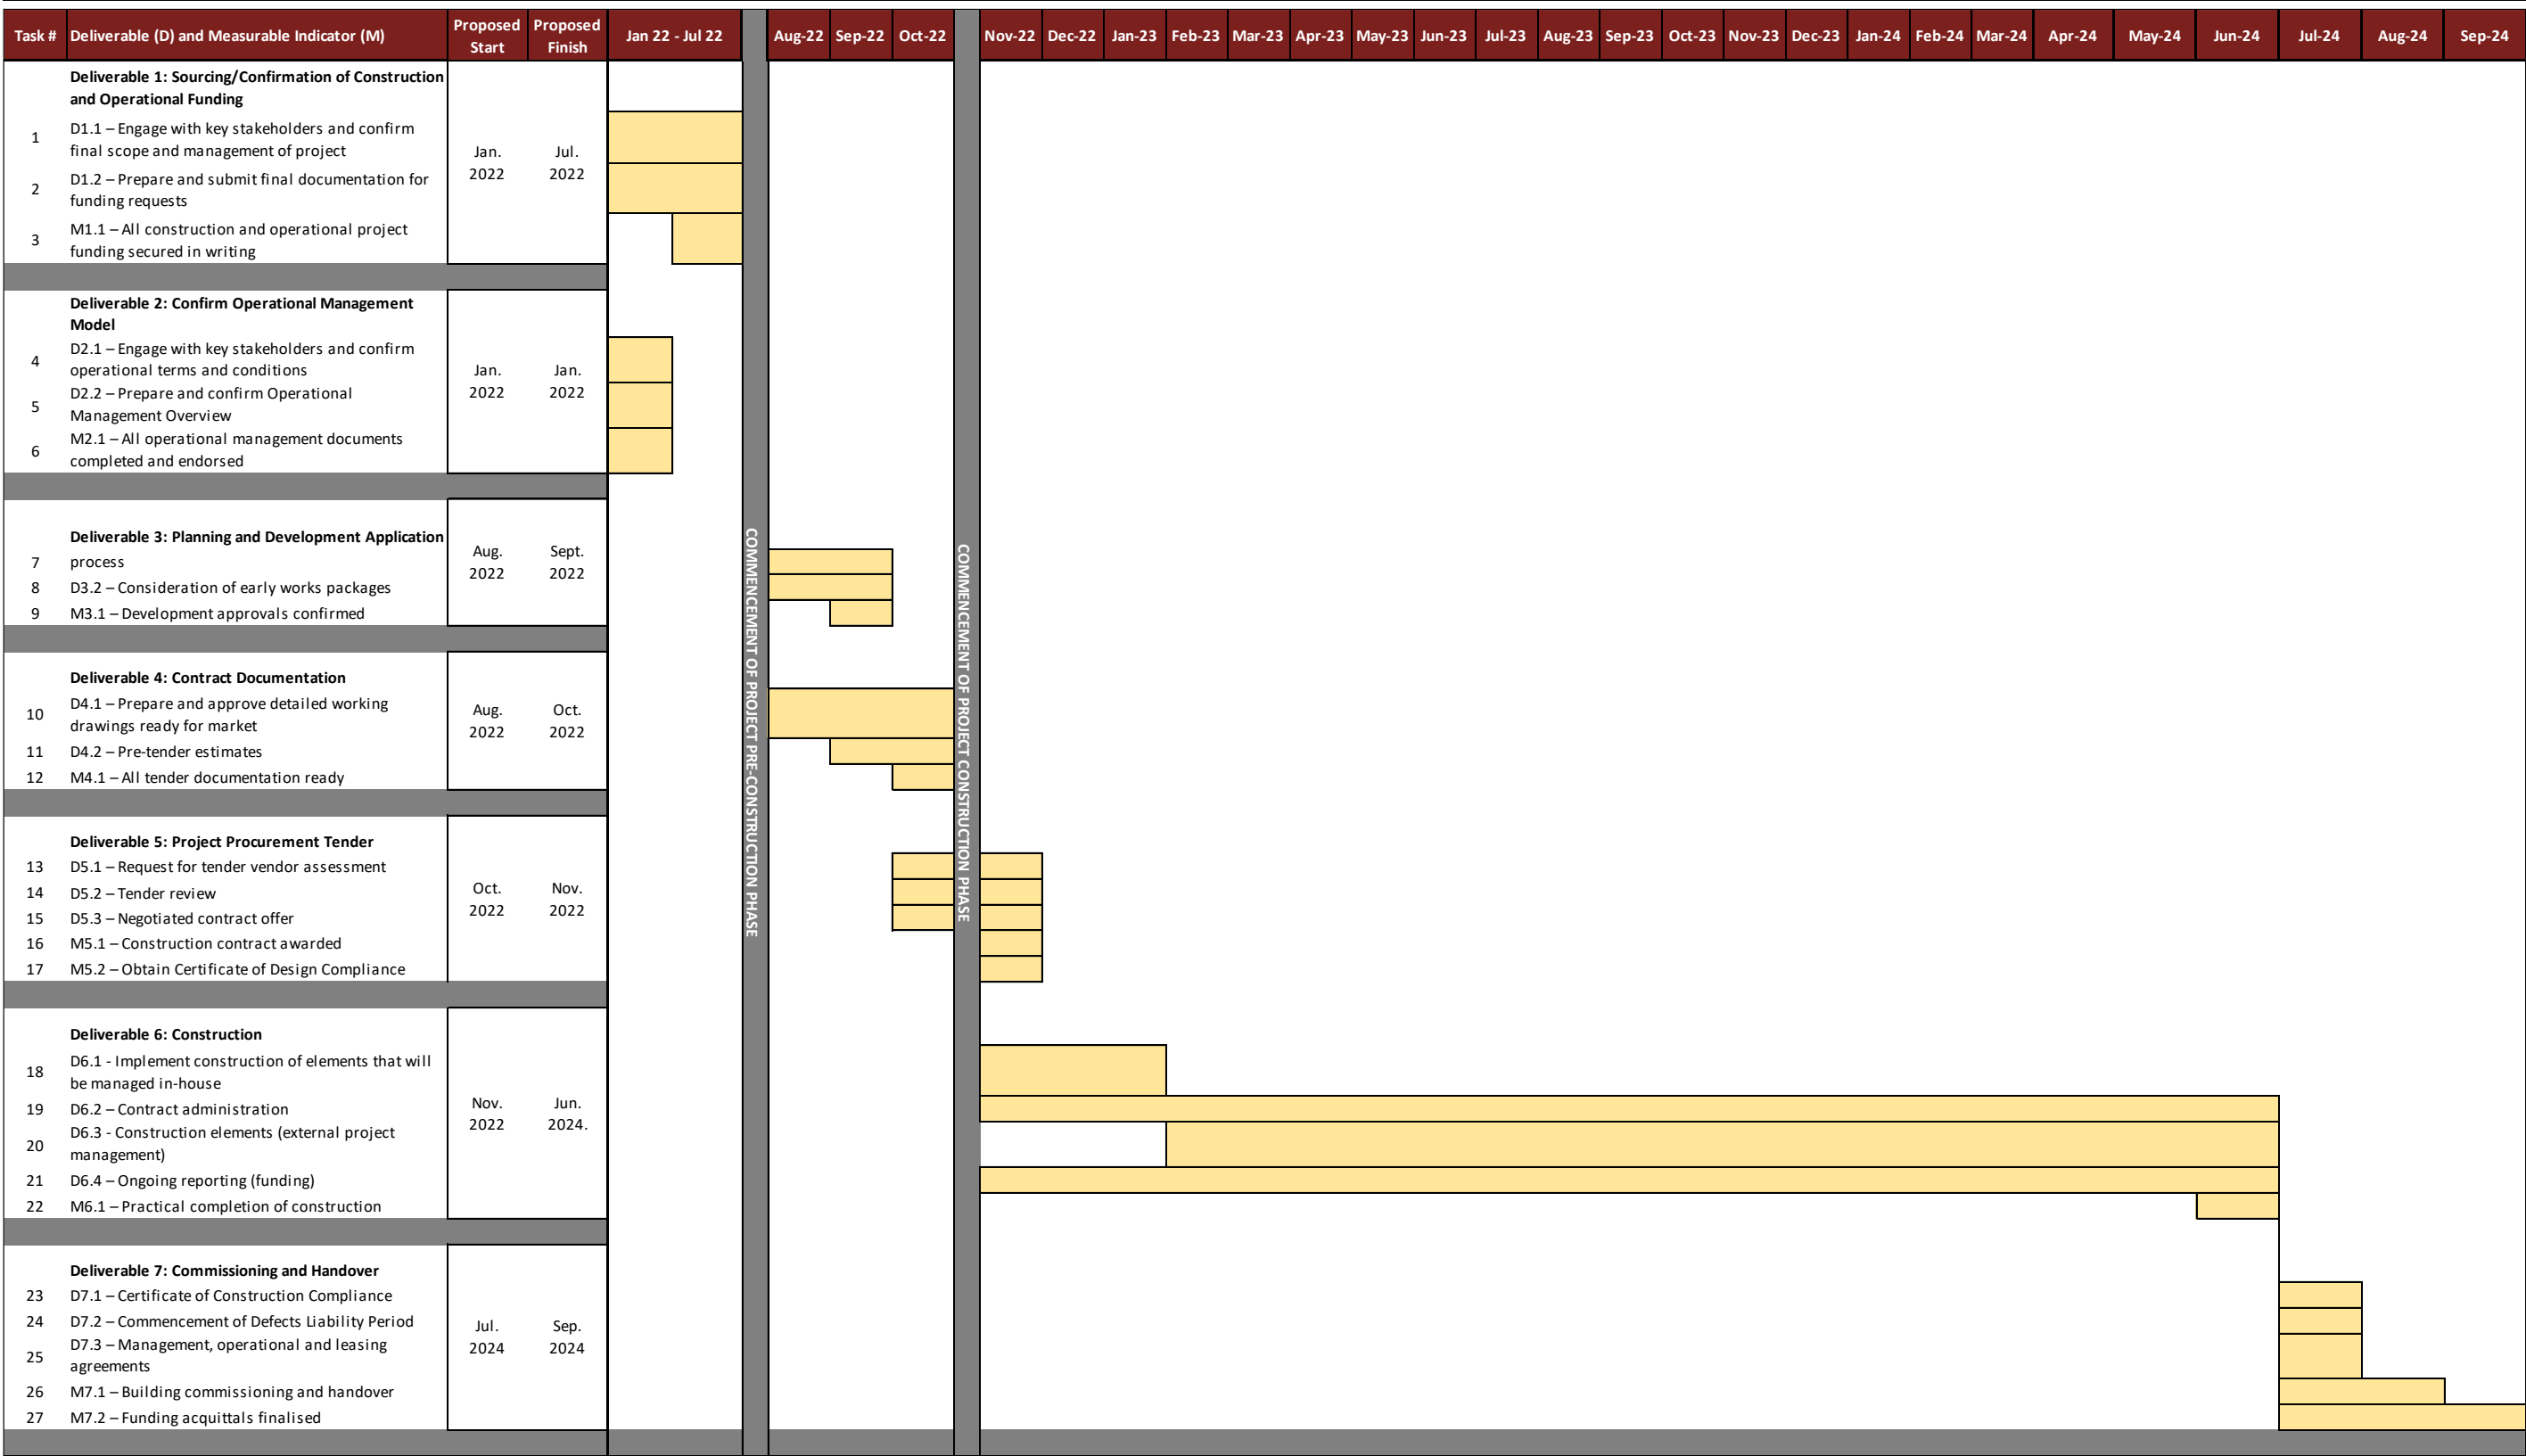 Task # Deliverable (D) and Measurable Indicator (M) Proposed Start Proposed Finish Jan 22 - Jul 22 Aug-22 Sep-22 Oct-22 Nov-22 Dec-22 Jan-23 Feb-23 Mar-23 Apr-23 May-23 Jun-23 Jul-23 Aug-23 Sep-23 Oct-23 Nov-23 Dec-23 Jan-24 Feb-24 Mar-24 Apr-24 May-24 Jun-24 Jul-24 Aug-24 Sep-24
Deliverable 1: Sourcing/Confirmation of Construction
and Operational Funding
1 D1.1 – Engage with key stakeholders and confirm
final scope and management of project
2 D1.2 – Prepare and submit final documentation for
funding requests
3 M1.1 – All construction and operational project
funding secured in writing
Jan. Jul.
2022 2022
Deliverable 2: Confirm Operational Management
Model
4 D2.1 – Engage with key stakeholders and confirm
operational terms and conditions
5 D2.2 – Prepare and confirm Operational
Management Overview
6 M2.1 – All operational management documents
completed and endorsed
Jan. Jan.
2022 2022
Deliverable 3: Planning and Development Application
7 process
8 D3.2 – Consideration of early works packages
9 M3.1 – Development approvals confirmed
Aug. Sept.
2022 2022
Deliverable 4: Contract Documentation
10 D4.1 – Prepare and approve detailed working
drawings ready for market
11 D4.2 – Pre-tender estimates
12 M4.1 – All tender documentation ready
Aug. Oct.
2022 2022
Deliverable 5: Project Procurement Tender
13 D5.1 – Request for tender vendor assessment
14 D5.2 – Tender review
15 D5.3 – Negotiated contract offer
16 M5.1 – Construction contract awarded
17 M5.2 – Obtain Certificate of Design Compliance
Oct. Nov.
2022 2022
Deliverable 6: Construction
18 D6.1 - Implement construction of elements that will
be managed in-house
19 D6.2 – Contract administration
20 D6.3 - Construction elements (external project
management)
21 D6.4 – Ongoing reporting (funding)
22 M6.1 – Practical completion of construction
Nov. Jun.
2022 2024.
Deliverable 7: Commissioning and Handover
23 D7.1 – Certificate of Construction Compliance
24 D7.2 – Commencement of Defects Liability Period
25 D7.3 – Management, operational and leasing
agreements
26 M7.1 – Building commissioning and handover
27 M7.2 – Funding acquittals finalised
Jul. Sep.
2024 2024
COMMENCEMENT OF PROJECT PRE-CONSTRUCTION PHASE
COMMENCEMENT OF PROJECT CONSTRUCTION PHASE